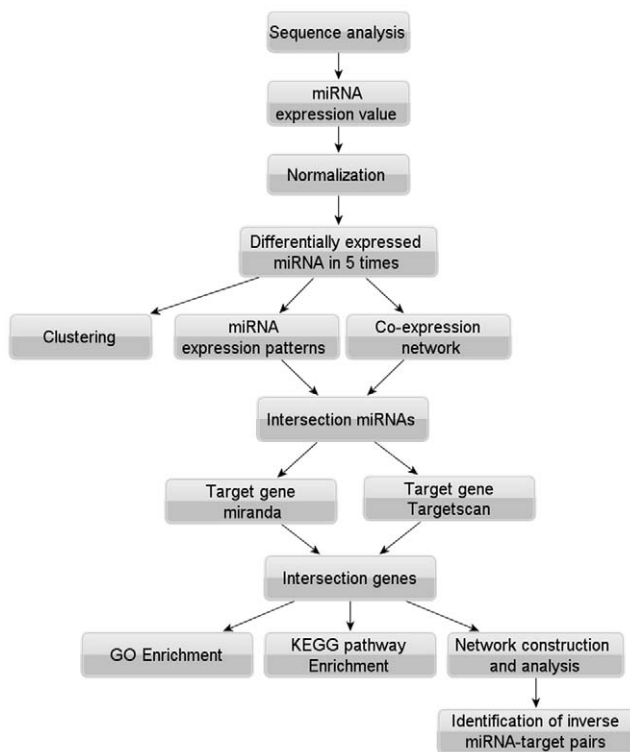 Sequence analysis
miRNA
expression value
Normalization
Differentially expressed
miRNA in 5 times
Clustering
miRNA
expression patterns
Co-expression
network
Intersection miRNAs
Target gene
miranda
Target gene
Targetscan
Intersection genes
GO Enrichment
KEGG pathway
Enrichment
Network construction
and analysis
Identification of inverse
miRNA-target pairs